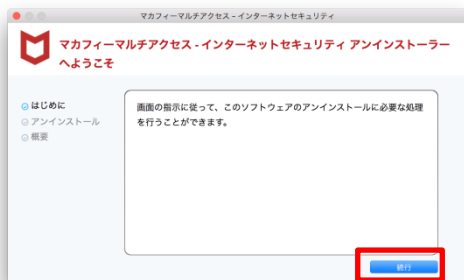 マカフィーマルチアクセス - インターネットセキュリティ
マカフィーマルチアクセス - インターネットセキュリティ アンインストーラー
へようこそ
はじめに
アンインストール
概要
画面の指示に従って、このソフトウェアのアンインストールに必要な処理
を行うことができます。
続行